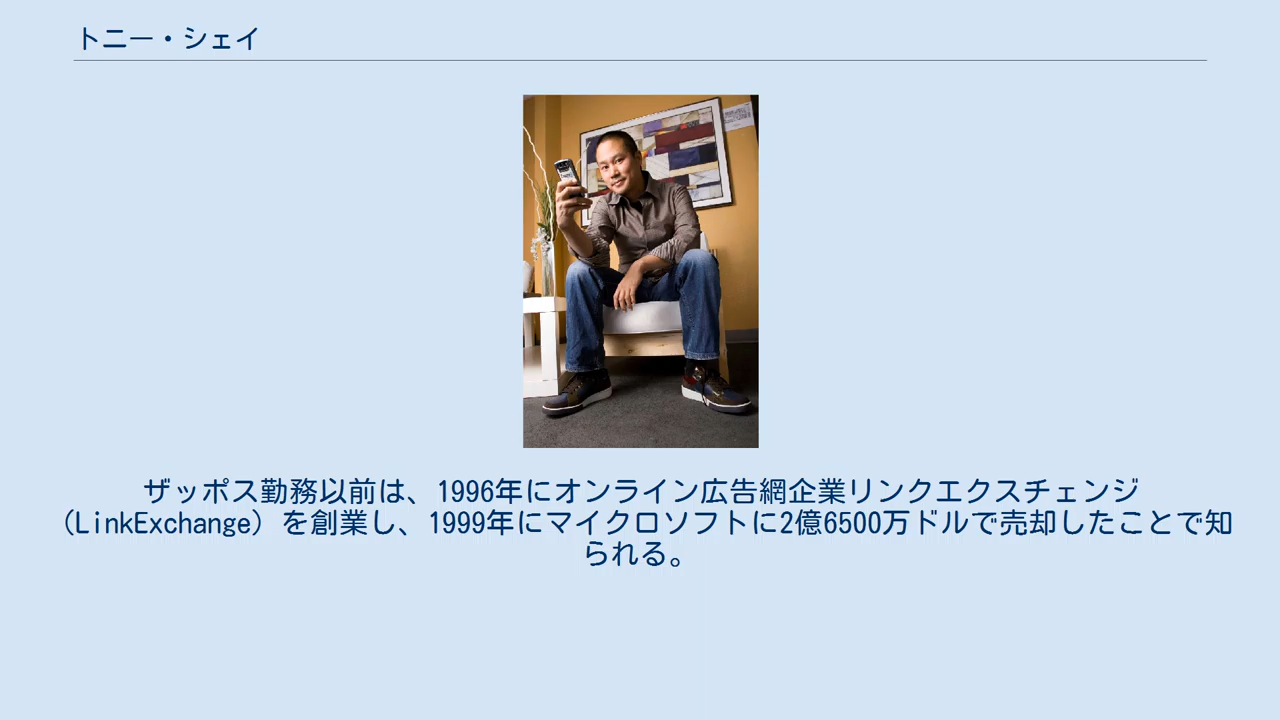 トニー・シェイ
ザッポス勤務以前は、1996年にオンライン広告網企業リンクエクスチェンジ
（LinkExchange）を創業し、1999年にマイクロソフトに2億6500万ドルで売却したことで知
られる。